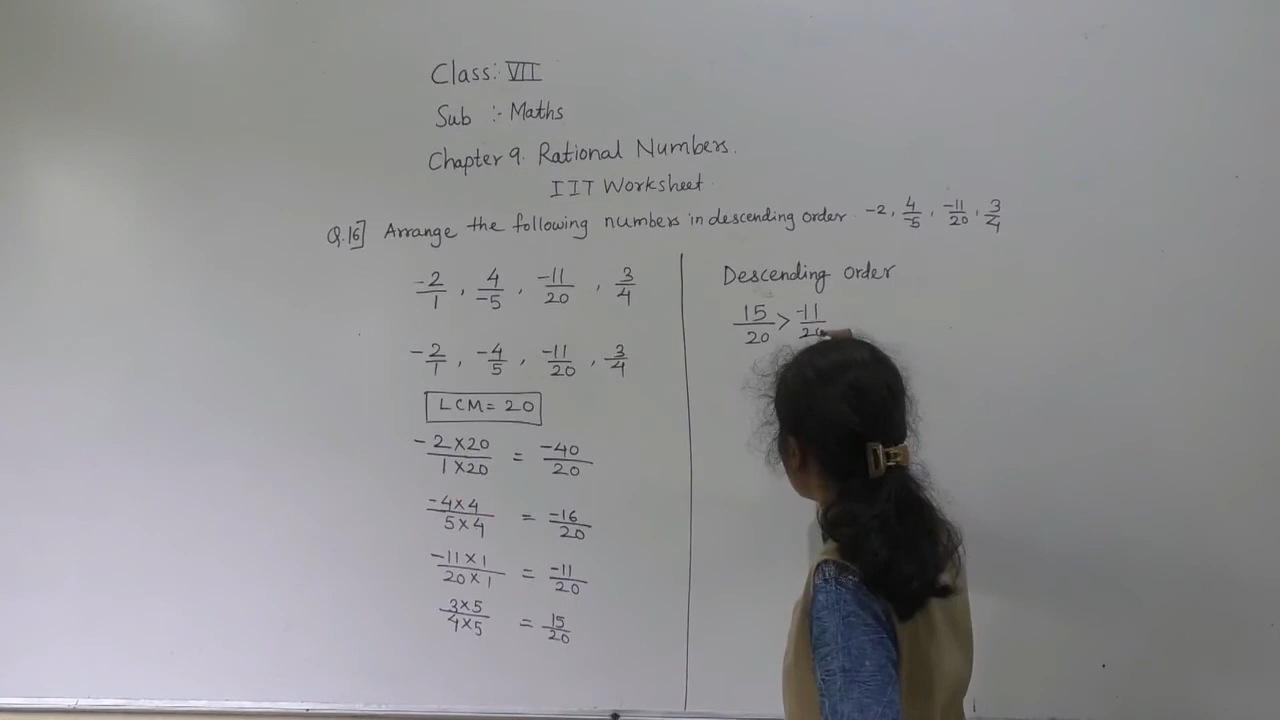 Class: VII
Sub :- Maths
Chapter 9. Rational Numbers.
IIT Worksheet.
Q.16] Arrange the following numbers in descending order. -2, 4/-5, -11/20, 3/4
-2/1, 4/-5, -11/20, 3/4
-2/1, -4/5, -11/20, 3/4
LCM = 20
-2×20/1×20 = -40/20
-4×4/5×4 = -16/20
-11×1/20×1 = -11/20
3×5/4×5 = 15/20
Descending order
15/20 > -11/20